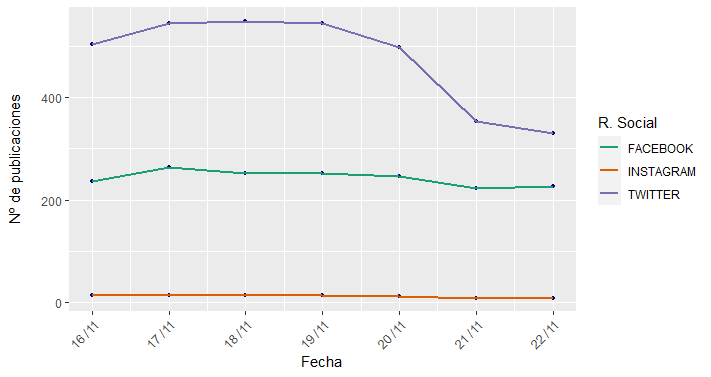 Nº de publicaciones
400
200
0
16/11
17/11
18/11
19/11
20/11
21/11
22/11
Fecha
R. Social
FACEBOOK
INSTAGRAM
TWITTER